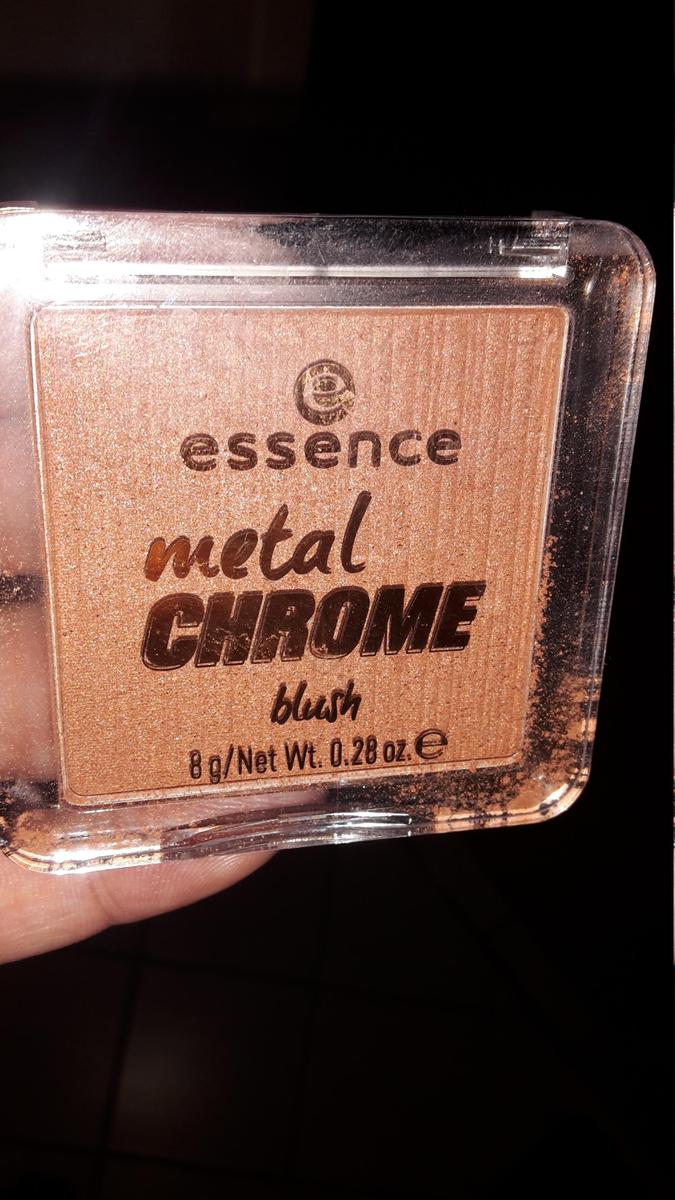 e
essence
metal
CHROME
blush
8 g/Net Wt. 0.28 oz. ℮